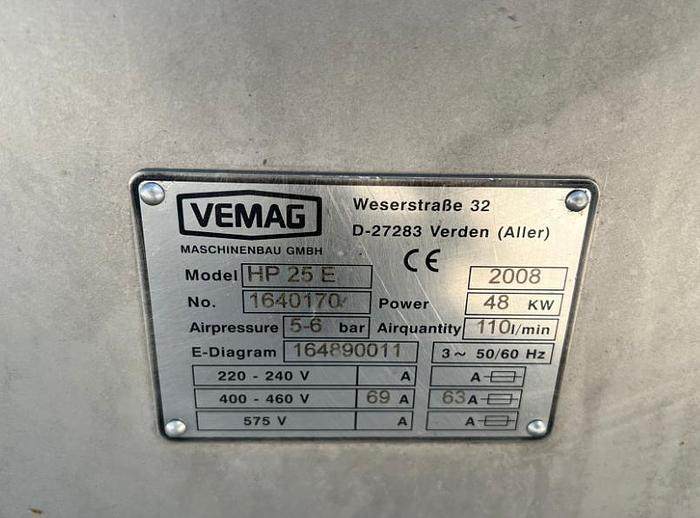 VEMAG
MASCHINENBAU GMBH
Weserstraße 32
D-27283 Verden (Aller)
CE
Model HP 25 E 2008
No. 1640170 Power 48 KW
Airpressure 5-6 bar Airquantity 110 l/min
E-Diagram 164890011 3 ~ 50/60 Hz
220 - 240 V A A
400 - 460 V 69 A 63 A
575 V A A